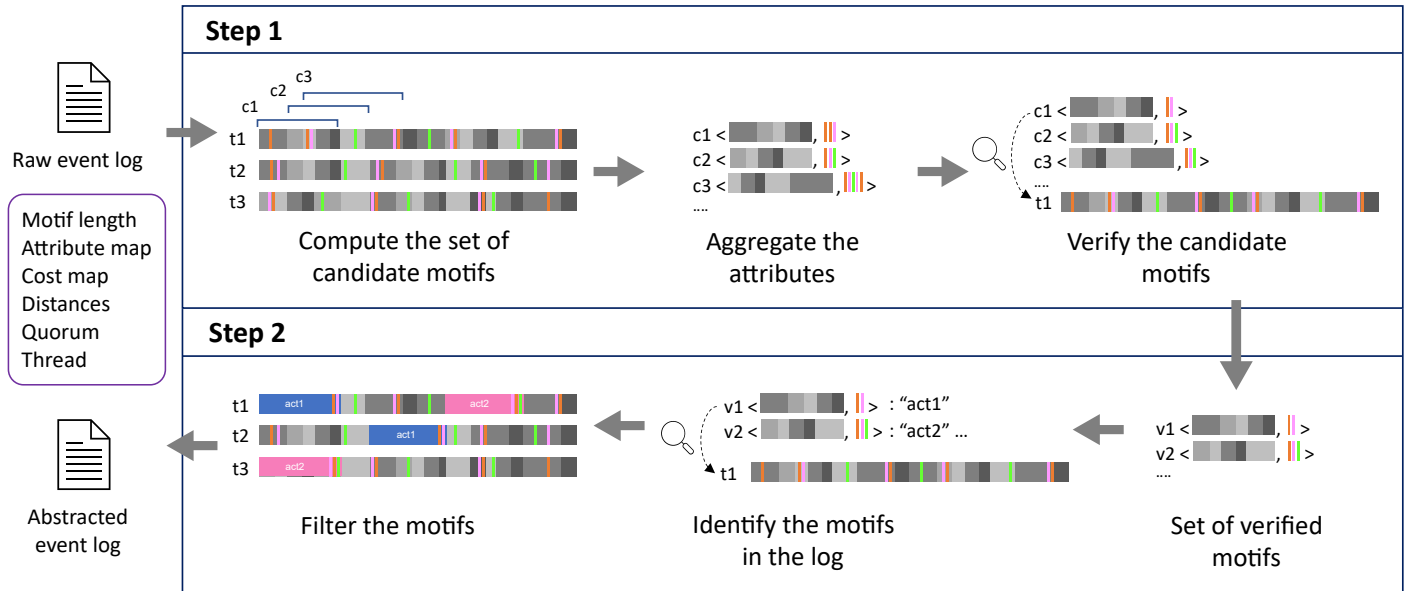 Step 1
Raw event log
Motif length
Attribute map
Cost map
Distances
Quorum
Thread
c3
c2
c1
t1
t2
t3
Compute the set of
candidate motifs
c1 < , >
c2 < , >
c3 < , >
....
Aggregate the
attributes
c1 < , >
c2 < , >
c3 < , >
....
t1
Verify the candidate
motifs
Step 2
v1 < , >
v2 < , >
....
Set of verified
motifs
v1 < , > : “act1”
v2 < , > : “act2” ...
t1
Identify the motifs
in the log
t1 act1 act2
t2 act1
t3 act2
Filter the motifs
Abstracted
event log